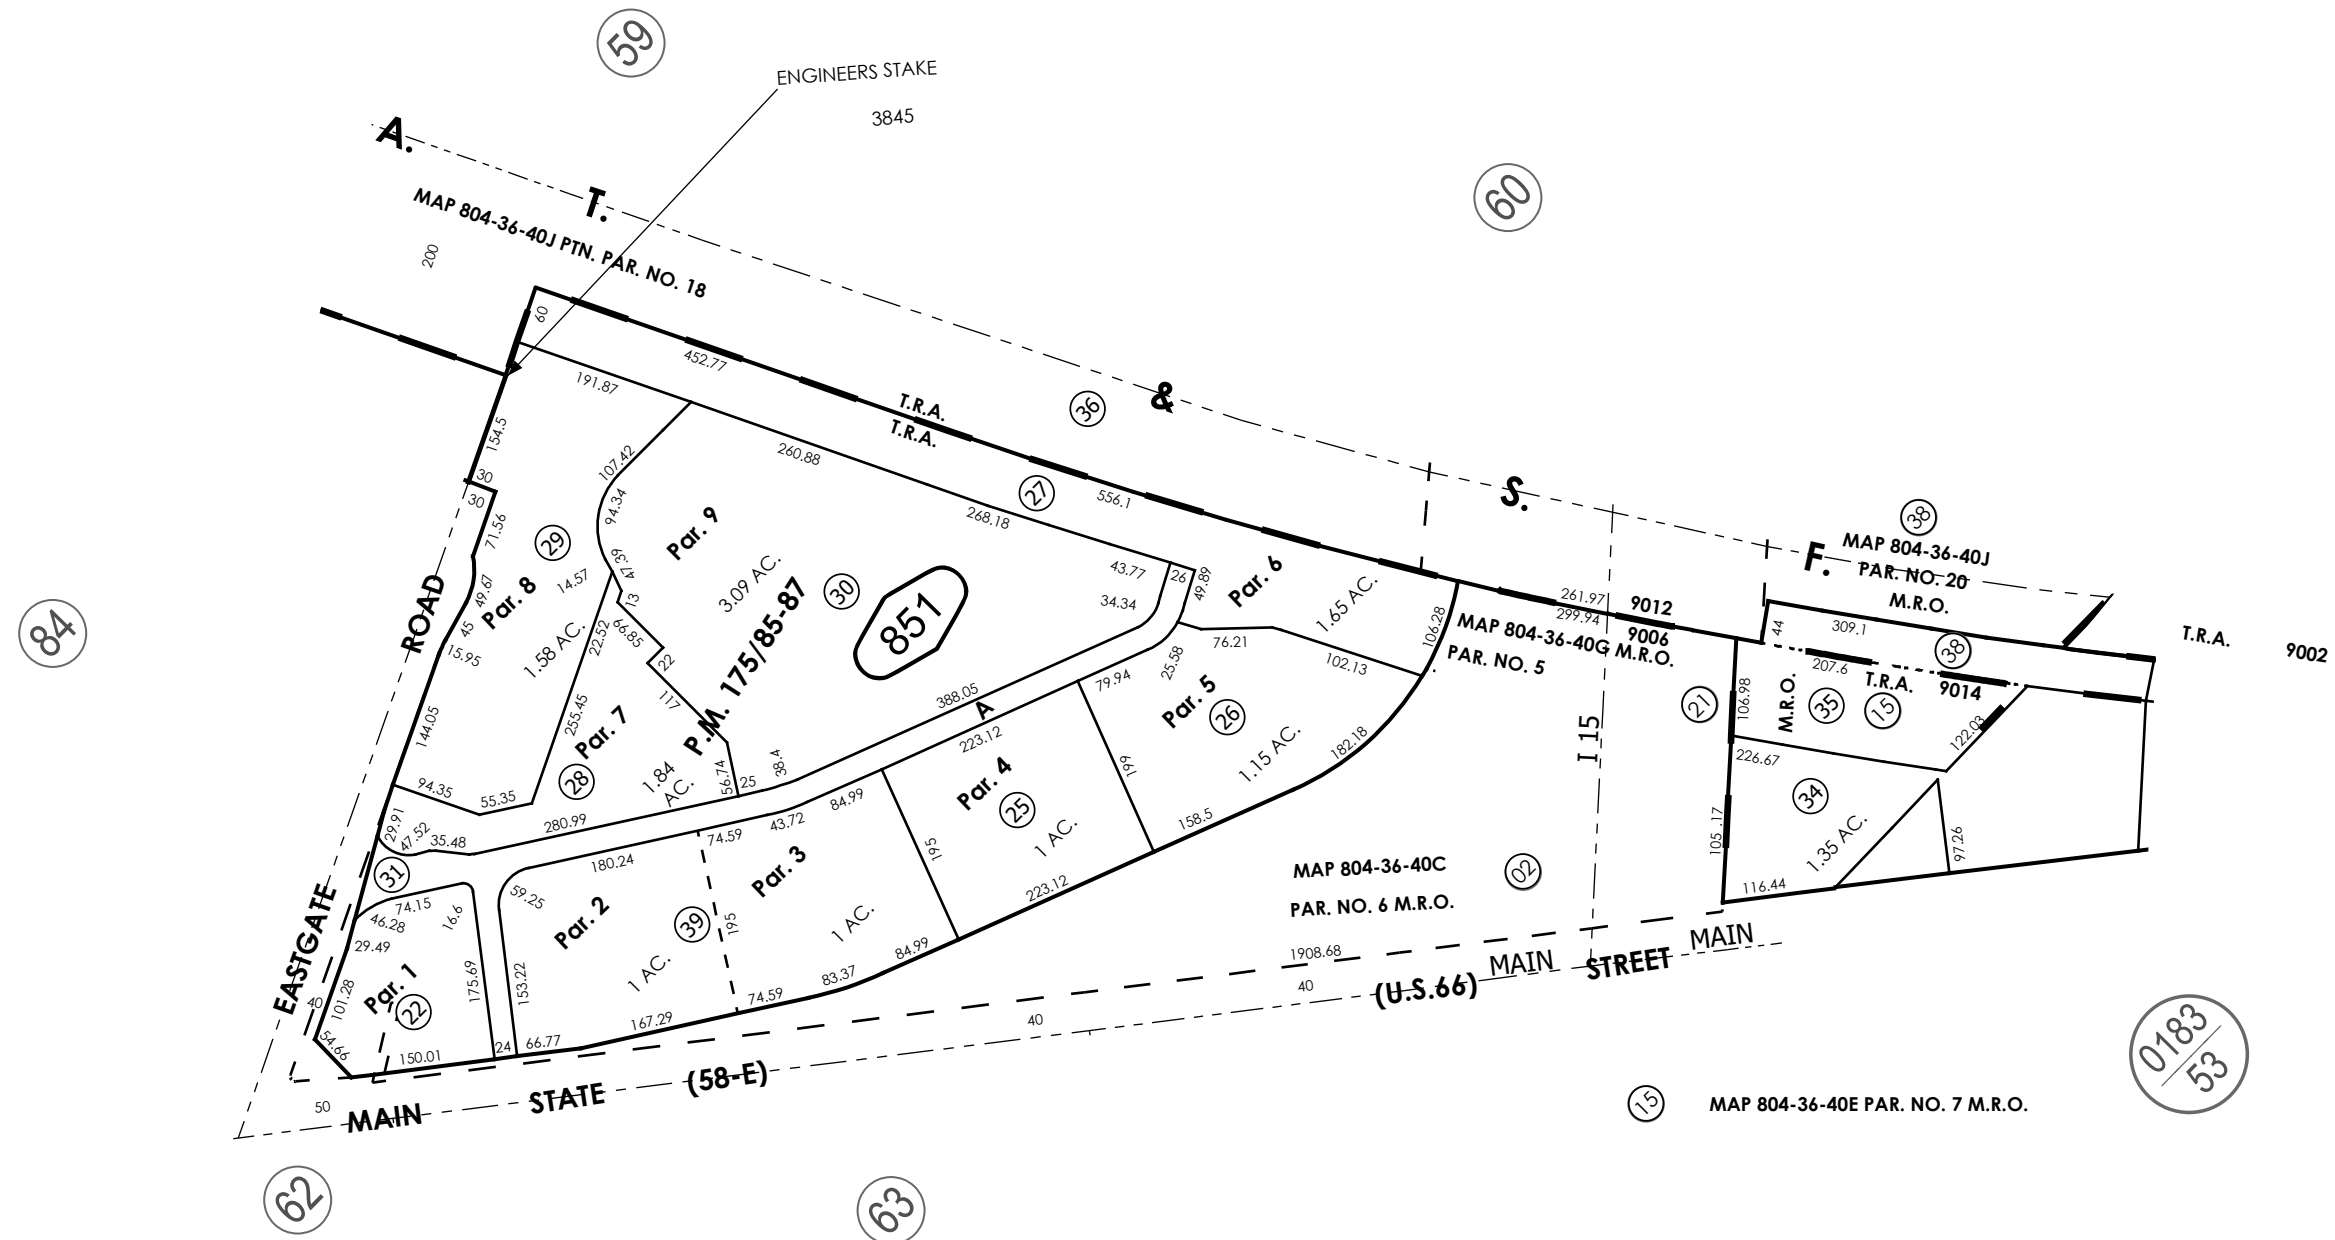 59
ENGINEERS STAKE
3845
A. T. & S. F.
MAP 804-36-40J PTN. PAR. NO. 18
200
60
60
452.77
191.87
T.R.A.
T.R.A.
36
260.88
556.1
27
268.18
154.5
30
30
71.56
49.67
45
15.95
144.05
107.42
94.34
47.39
13
66.85
22
117
29
Par. 8
14.57
1.58 AC.
22.52
255.45
Par. 9
3.09 AC.
30
P.M. 175/85-87
851
43.77
26
49.89
34.34
Par. 6
1.65 AC.
106.28
76.21
102.13
25.58
79.94
Par. 5
26
1.15 AC.
182.18
199
158.5
Par. 7
28
1.84
AC.
56.74
25
38.4
388.05
A
223.12
84
ROAD
EASTGATE
94.35
55.35
29.91
47.52
35.48
280.99
31
180.24
74.59
43.72
84.99
Par. 4
25
1 AC.
195
223.12
Par. 3
1 AC.
84.99
83.37
195
74.59
39
Par. 2
1 AC.
59.25
153.22
167.29
66.77
24
74.15
46.28
16.6
29.49
101.28
40
54.66
Par. 1
22
175.69
150.01
50
MAIN STATE (58-E)
40
40
(U.S.66)
MAIN
STREET
MAIN
1908.68
MAP 804-36-40C
PAR. NO. 6 M.R.O.
02
I 15
261.97
299.94
9012
9006
MAP 804-36-40G M.R.O.
PAR. NO. 5
21
38
MAP 804-36-40J
PAR. NO. 20
M.R.O.
44
309.1
38
207.6
T.R.A.
9014
T.R.A.
9002
106.98
M.R.O.
35
15
122.03
226.67
34
1.35 AC.
105 .17
116.44
97.26
0183
53
15
MAP 804-36-40E PAR. NO. 7 M.R.O.
62
63